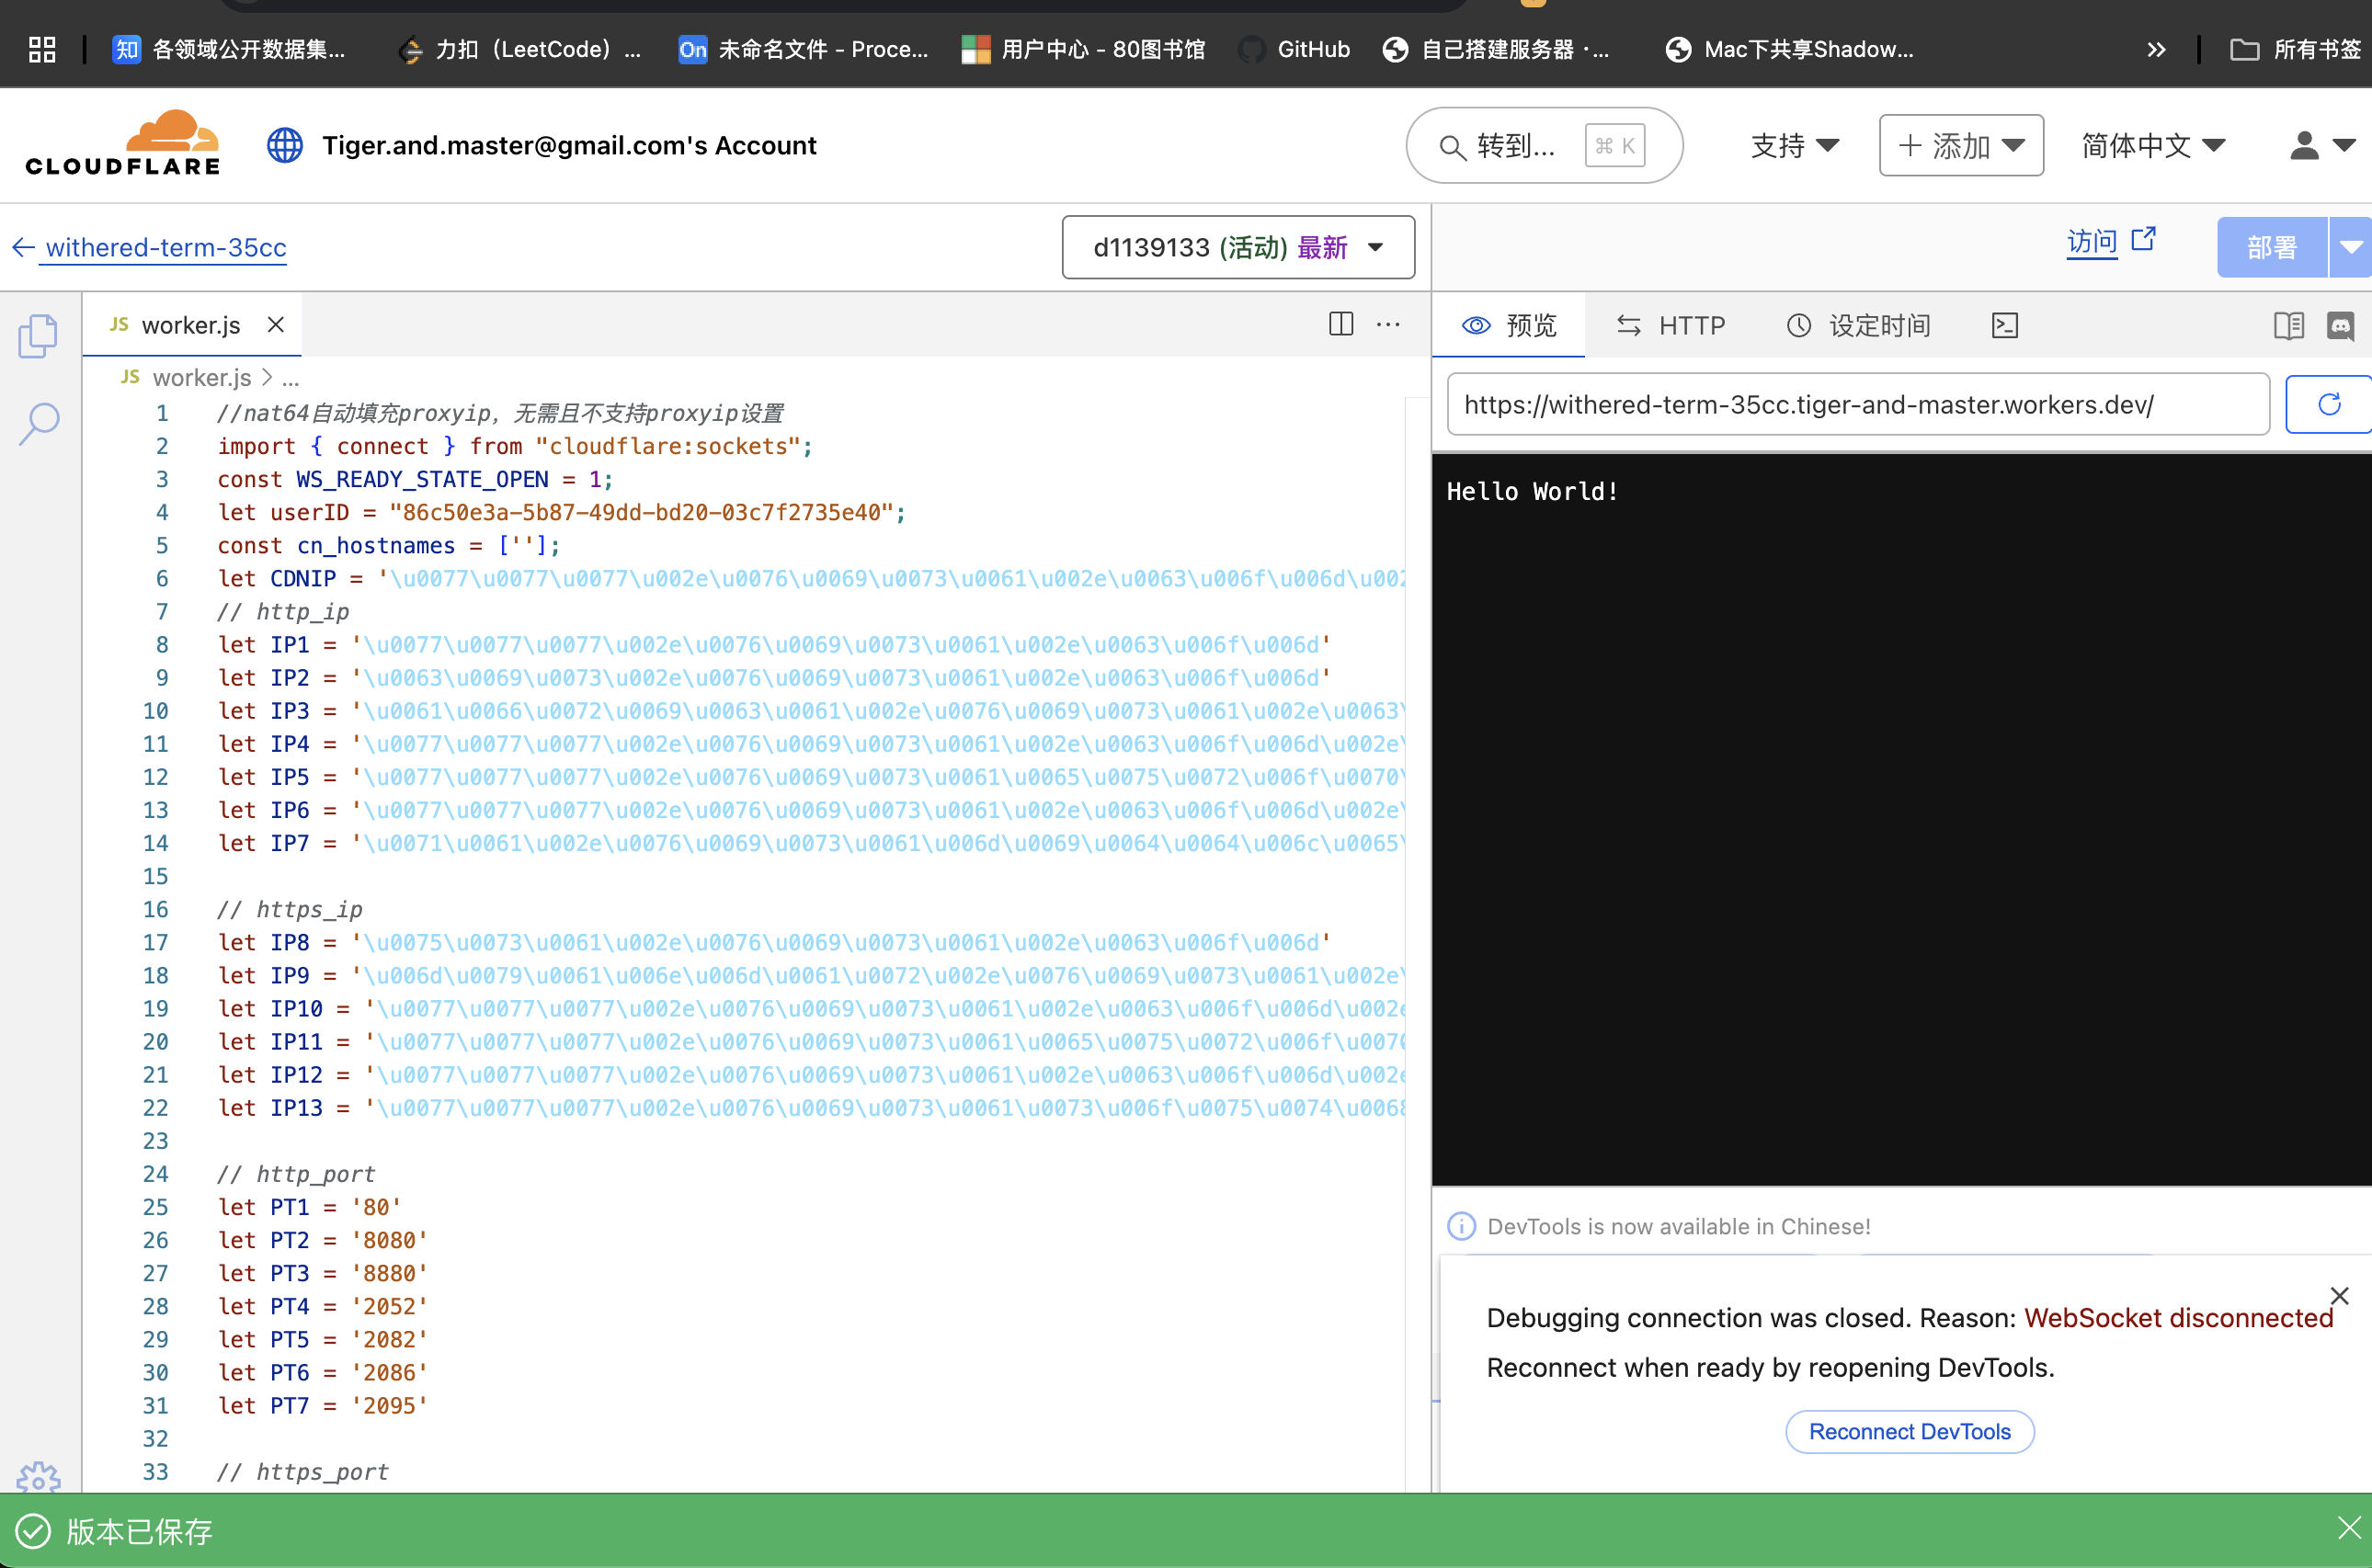 知 各领域公开数据集... 力扣（LeetCode）... On 未命名文件 - Proce... 用户中心 - 80图书馆 GitHub 自己搭建服务器 ·... Mac下共享Shadow... » 所有书签
CLOUDFLARE Tiger.and.master@gmail.com's Account 转到... ⌘ K 支持 添加 简体中文
← withered-term-35cc d1139133 (活动) 最新 访问 部署
JS worker.js ··· 预览 HTTP 设定时间
JS worker.js > ...
https://withered-term-35cc.tiger-and-master.workers.dev/
1 //nat64自动填充proxyip，无需且不支持proxyip设置
2 import { connect } from "cloudflare:sockets";
3 const WS_READY_STATE_OPEN = 1;
4 let userID = "86c50e3a-5b87-49dd-bd20-03c7f2735e40";
5 const cn_hostnames = [''];
6 let CDNIP = '\u0077\u0077\u0077\u002e\u0076\u0069\u0073\u0061\u002e\u0063\u006f\u006d\u002
7 // http_ip
8 let IP1 = '\u0077\u0077\u0077\u002e\u0076\u0069\u0073\u0061\u002e\u0063\u006f\u006d'
9 let IP2 = '\u0063\u0069\u0073\u002e\u0076\u0069\u0073\u0061\u002e\u0063\u006f\u006d'
10 let IP3 = '\u0061\u0066\u0072\u0069\u0063\u0061\u002e\u0076\u0069\u0073\u0061\u002e\u0063\
11 let IP4 = '\u0077\u0077\u0077\u002e\u0076\u0069\u0073\u0061\u002e\u0063\u006f\u006d\u002e\
12 let IP5 = '\u0077\u0077\u0077\u002e\u0076\u0069\u0073\u0061\u0065\u0075\u0072\u006f\u0070\
13 let IP6 = '\u0077\u0077\u0077\u002e\u0076\u0069\u0073\u0061\u002e\u0063\u006f\u006d\u002e\
14 let IP7 = '\u0071\u0061\u002e\u0076\u0069\u0073\u0061\u006d\u0069\u0064\u0064\u006c\u0065\
15
16 // https_ip
17 let IP8 = '\u0075\u0073\u0061\u002e\u0076\u0069\u0073\u0061\u002e\u0063\u006f\u006d'
18 let IP9 = '\u006d\u0079\u0061\u006e\u006d\u0061\u0072\u002e\u0076\u0069\u0073\u0061\u002e\
19 let IP10 = '\u0077\u0077\u0077\u002e\u0076\u0069\u0073\u0061\u002e\u0063\u006f\u006d\u002e
20 let IP11 = '\u0077\u0077\u0077\u002e\u0076\u0069\u0073\u0061\u0065\u0075\u0072\u006f\u0070
21 let IP12 = '\u0077\u0077\u0077\u002e\u0076\u0069\u0073\u0061\u002e\u0063\u006f\u006d\u002e
22 let IP13 = '\u0077\u0077\u0077\u002e\u0076\u0069\u0073\u0061\u0073\u006f\u0075\u0074\u0068
23
24 // http_port
25 let PT1 = '80'
26 let PT2 = '8080'
27 let PT3 = '8880'
28 let PT4 = '2052'
29 let PT5 = '2082'
30 let PT6 = '2086'
31 let PT7 = '2095'
32
33 // https_port
Hello World!
DevTools is now available in Chinese!
Debugging connection was closed. Reason: WebSocket disconnected
Reconnect when ready by reopening DevTools.
Reconnect DevTools
版本已保存